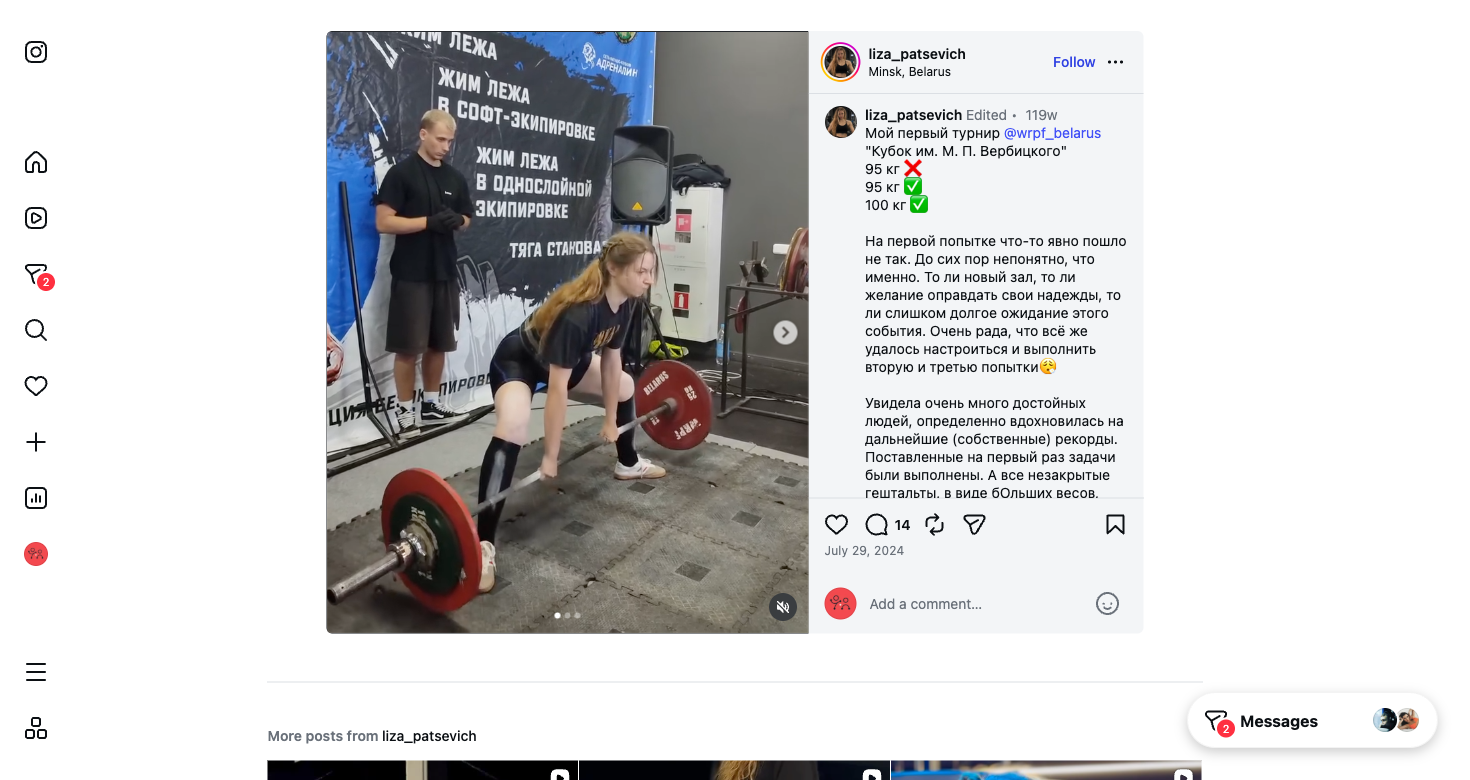 ЖИМ ЛЕЖА
ЖИМ ЛЕЖА
В СОФТ-ЭКИПИРОВКЕ
ЖИМ ЛЕЖА
В ОДНОСЛОЙНОЙ
ЭКИПИРОВКЕ
ТЯГА СТАНОВА
АДРЕНАЛИН
BELARUS
25
WRPF
liza_patsevich
Minsk, Belarus
Follow
liza_patsevich Edited • 119w
Мой первый турнир @wrpf_belarus
"Кубок им. М. П. Вербицкого"
95 кг ❌
95 кг ✅
100 кг ✅
На первой попытке что-то явно пошло
не так. До сих пор непонятно, что
именно. То ли новый зал, то ли
желание оправдать свои надежды, то
ли слишком долгое ожидание этого
события. Очень рада, что всё же
удалось настроиться и выполнить
вторую и третью попытки😮‍💨
Увидела очень много достойных
людей, определенно вдохновилась на
дальнейшие (собственные) рекорды.
Поставленные на первый раз задачи
были выполнены. А все незакрытые
гештальты, в виде бОльших весов,
14
July 29, 2024
Add a comment...
2
More posts from liza_patsevich
2
Messages